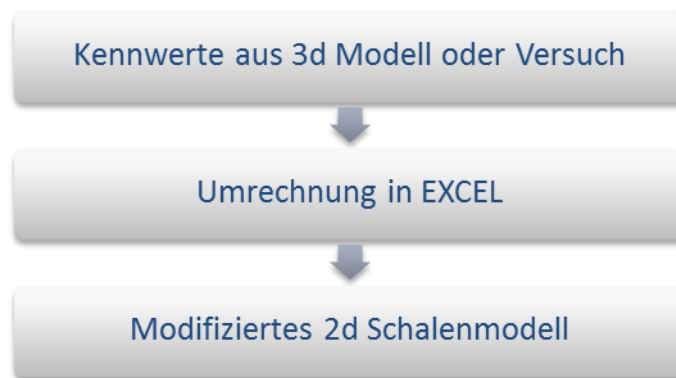 Kennwerte aus 3d Modell oder Versuch
Umrechnung in EXCEL
Modifiziertes 2d Schalenmodell